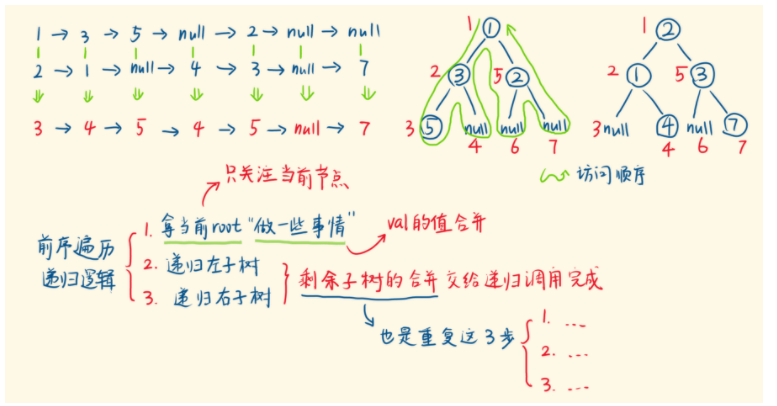 1 → 3 → 5 → null → 2 → null → null
2 → 1 → null → 4 → 3 → null → 7
3 → 4 → 5 → 4 → 5 → null → 7
1 1
2 3 5 2
3 5 null null null
4 6 7
1 2
2 1 5 3
3 null 4 null 7
4 6 7
访问顺序
只关注当前节点
前序遍历
递归逻辑
1. 拿当前root "做一些事情"
val的值合并
2. 递归左子树
3. 递归右子树
剩余子树的合并交给递归调用完成
也是重复这3步
1. ...
2. ...
3. ...